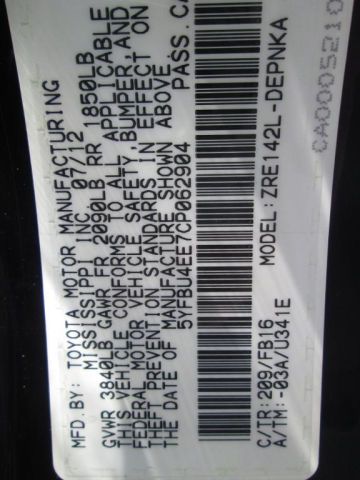 MFD BY: TOYOTA MOTOR MANUFACTURING
MISSISSIPPI INC 07/12
GVWR 3840LB GAWR FR 2090LB RR 1850LB
THIS VEHICLE CONFORMS TO ALL APPLICABLE
FEDERAL MOTOR VEHICLE SAFETY, BUMPER, AND
THEFT PREVENTION STANDARDS IN EFFECT ON
THE DATE OF MANUFACTURE SHOWN ABOVE
5YFBU4EE7CP062904 PASS. CA
MODEL: ZRE142L-DEPNKA
C/TR: 209/FB16
A/TM: -03A/U341E
CA00005210